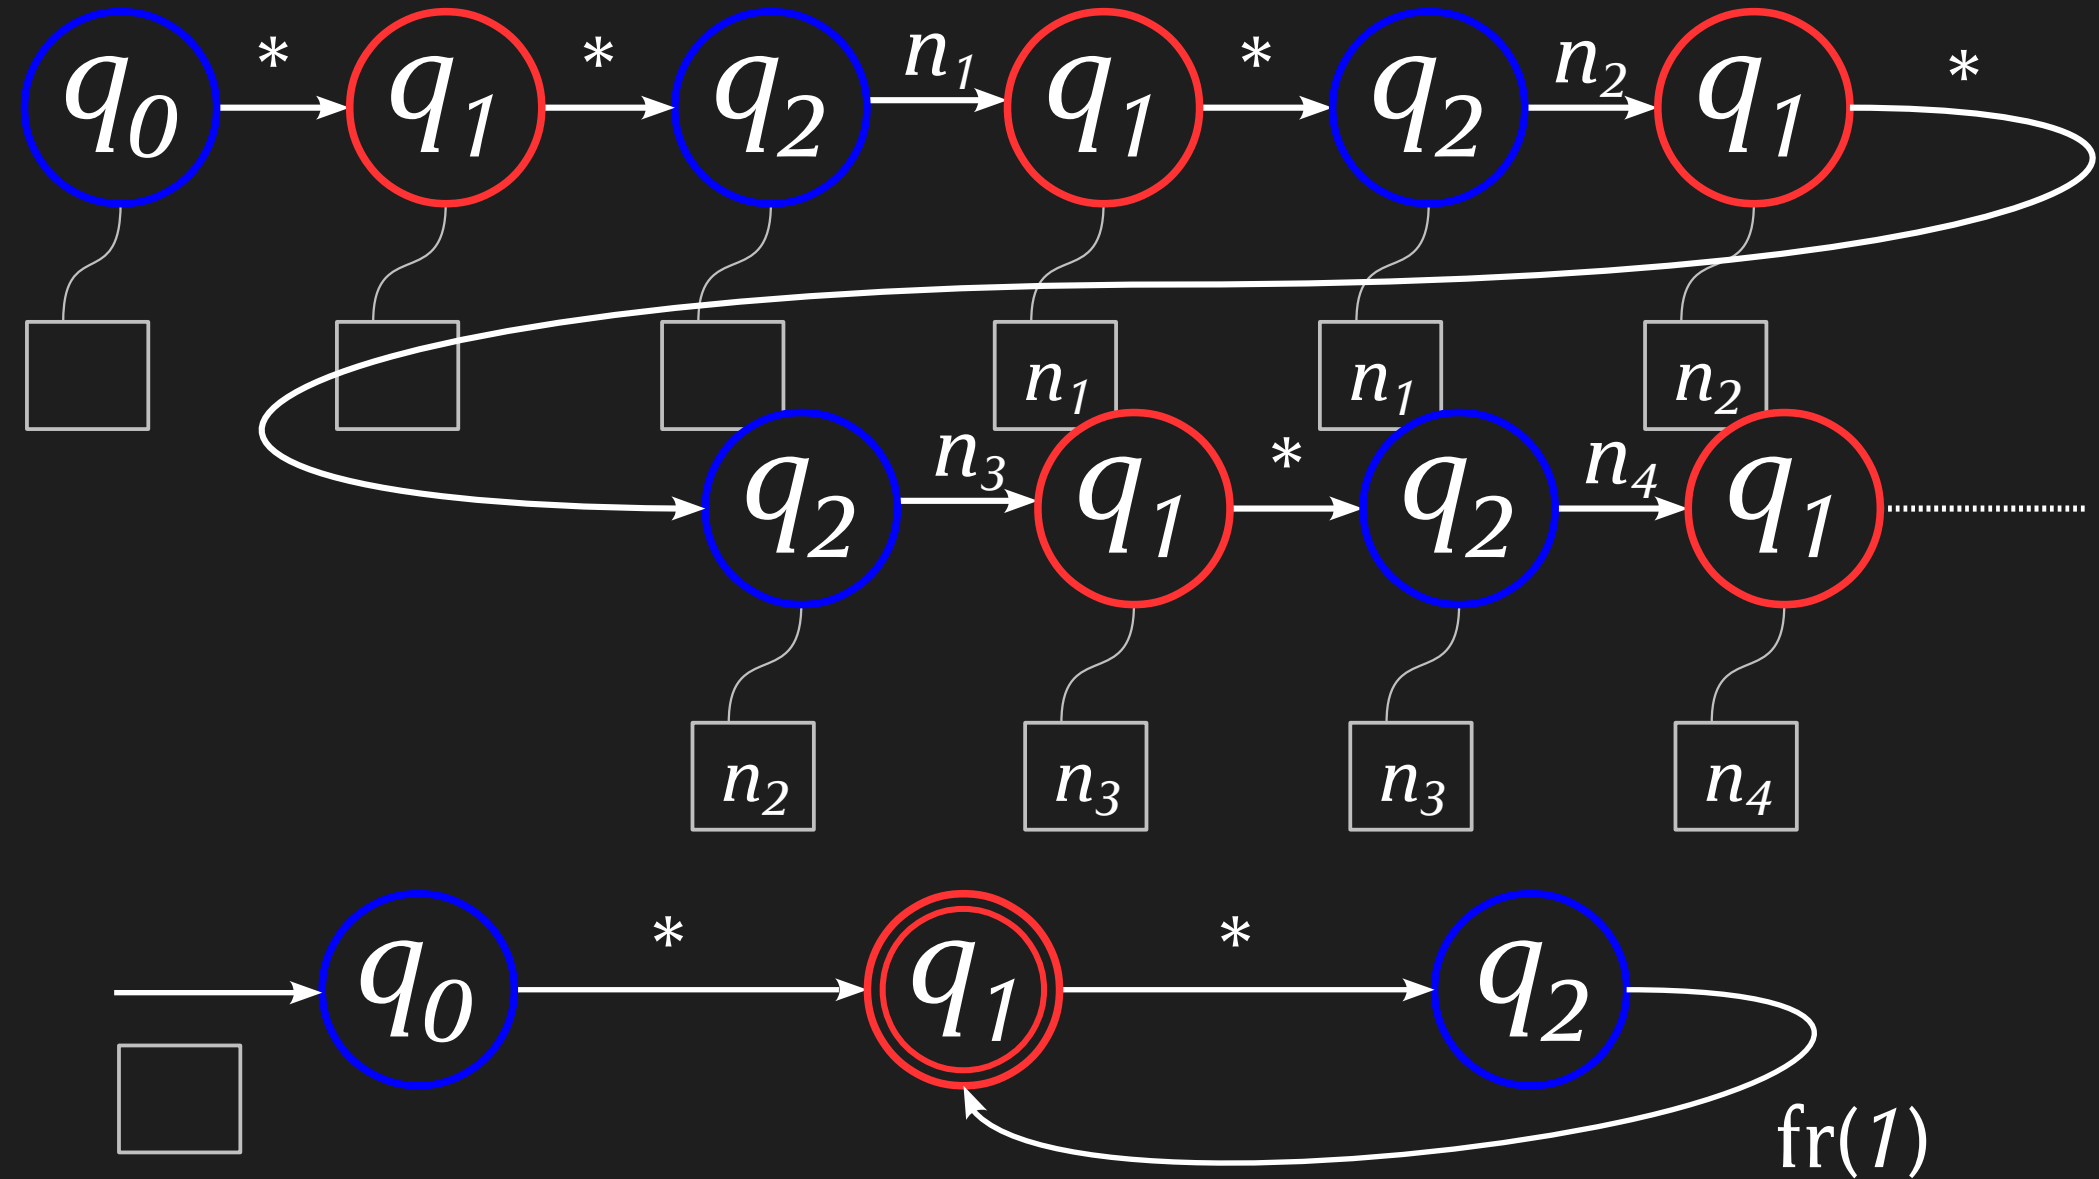 q0 * q1 * q2 n1 q1 * q2 n2 q1 *
n1 n1 n2
q2 n3 q1 * q2 n4 q1
n2 n3 n3 n4
q0 * q1 * q2
fr(1)